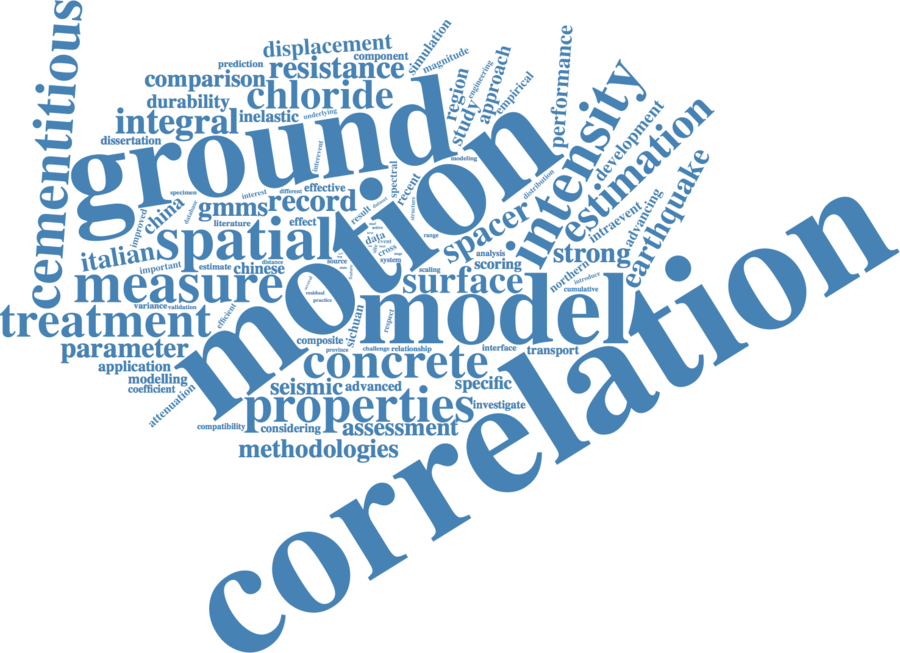 cementitious
displacement
component
simulation
magnitude
prediction
comparison
resistance
durability
chloride
region
engineering
approach
study
empirical
performance
integral
inelastic
underlying
dissertation
ground
interevent
modeling
intensity
development
estimation
specimen
database
interest
different
effective
spectral
recent
structure
distribution
improved
china
gmms
record
literature
effect
result
dataset
motion
spacer
intraevent
advancing
earthquake
italian
spatial
data
event
cross
range
system
analysis
strong
important
estimate
chinese
distance
source
scaling
scoring
northern
introduce
cumulative
measure
residual
practice
surface
variance
validation
efficient
sichuan
respect
model
treatment
parameter
composite
province
challenge
relationship
interface
transport
application
concrete
modelling
coefficient
attenuation
seismic
advanced
specific
properties
investigate
compatibility
considering
assessment
methodologies
correlation